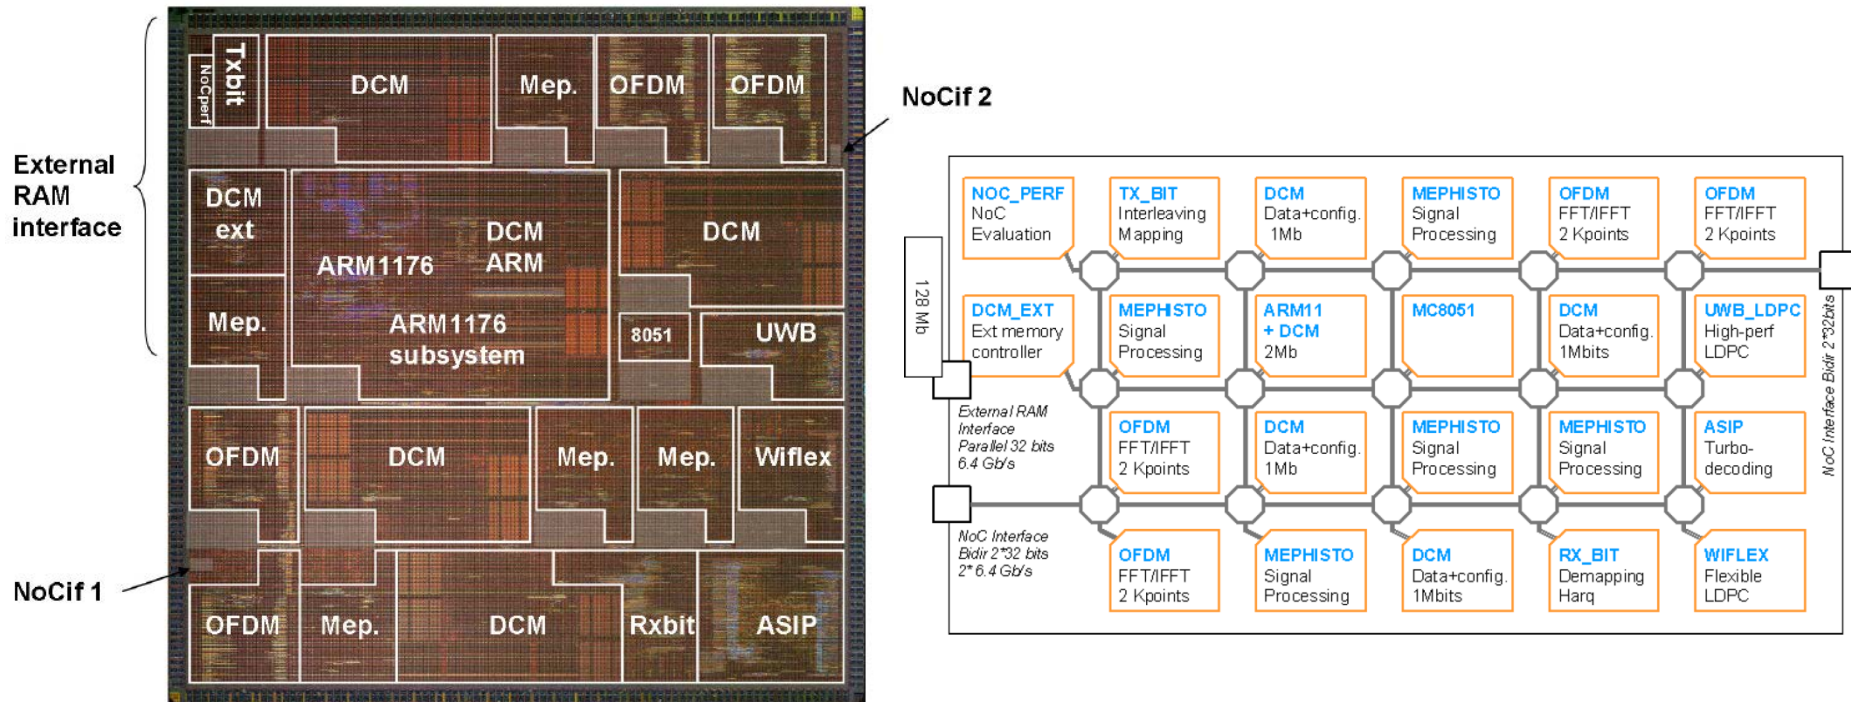 External
RAM
interface
NoCperf
Txbit
DCM
Mep.
OFDM
OFDM
NoCif 2
DCM
ext
ARM1176
DCM
ARM
DCM
Mep.
ARM1176
subsystem
8051
UWB
OFDM
DCM
Mep.
Mep.
Wiflex
NoCif 1
OFDM
Mep.
DCM
Rxbit
ASIP
NOC_PERF
NoC
Evaluation
TX_BIT
Interleaving
Mapping
DCM
Data+config.
1Mb
MEPHISTO
Signal
Processing
OFDM
FFT/IFFT
2 Kpoints
OFDM
FFT/IFFT
2 Kpoints
128 Mb
DCM_EXT
Ext memory
controller
MEPHISTO
Signal
Processing
ARM11
+ DCM
2Mb
MC8051
DCM
Data+config.
1Mbits
UWB_LDPC
High-perf
LDPC
NoC Interface Bidir 2*32bits
External RAM
Interface
Parallel 32 bits
6.4 Gb/s
OFDM
FFT/IFFT
2 Kpoints
DCM
Data+config.
1Mb
MEPHISTO
Signal
Processing
MEPHISTO
Signal
Processing
ASIP
Turbo-
decoding
NoC Interface
Bidir 2*32 bits
2* 6.4 Gb/s
OFDM
FFT/IFFT
2 Kpoints
MEPHISTO
Signal
Processing
DCM
Data+config.
1Mbits
RX_BIT
Demapping
Harq
WIFLEX
Flexible
LDPC